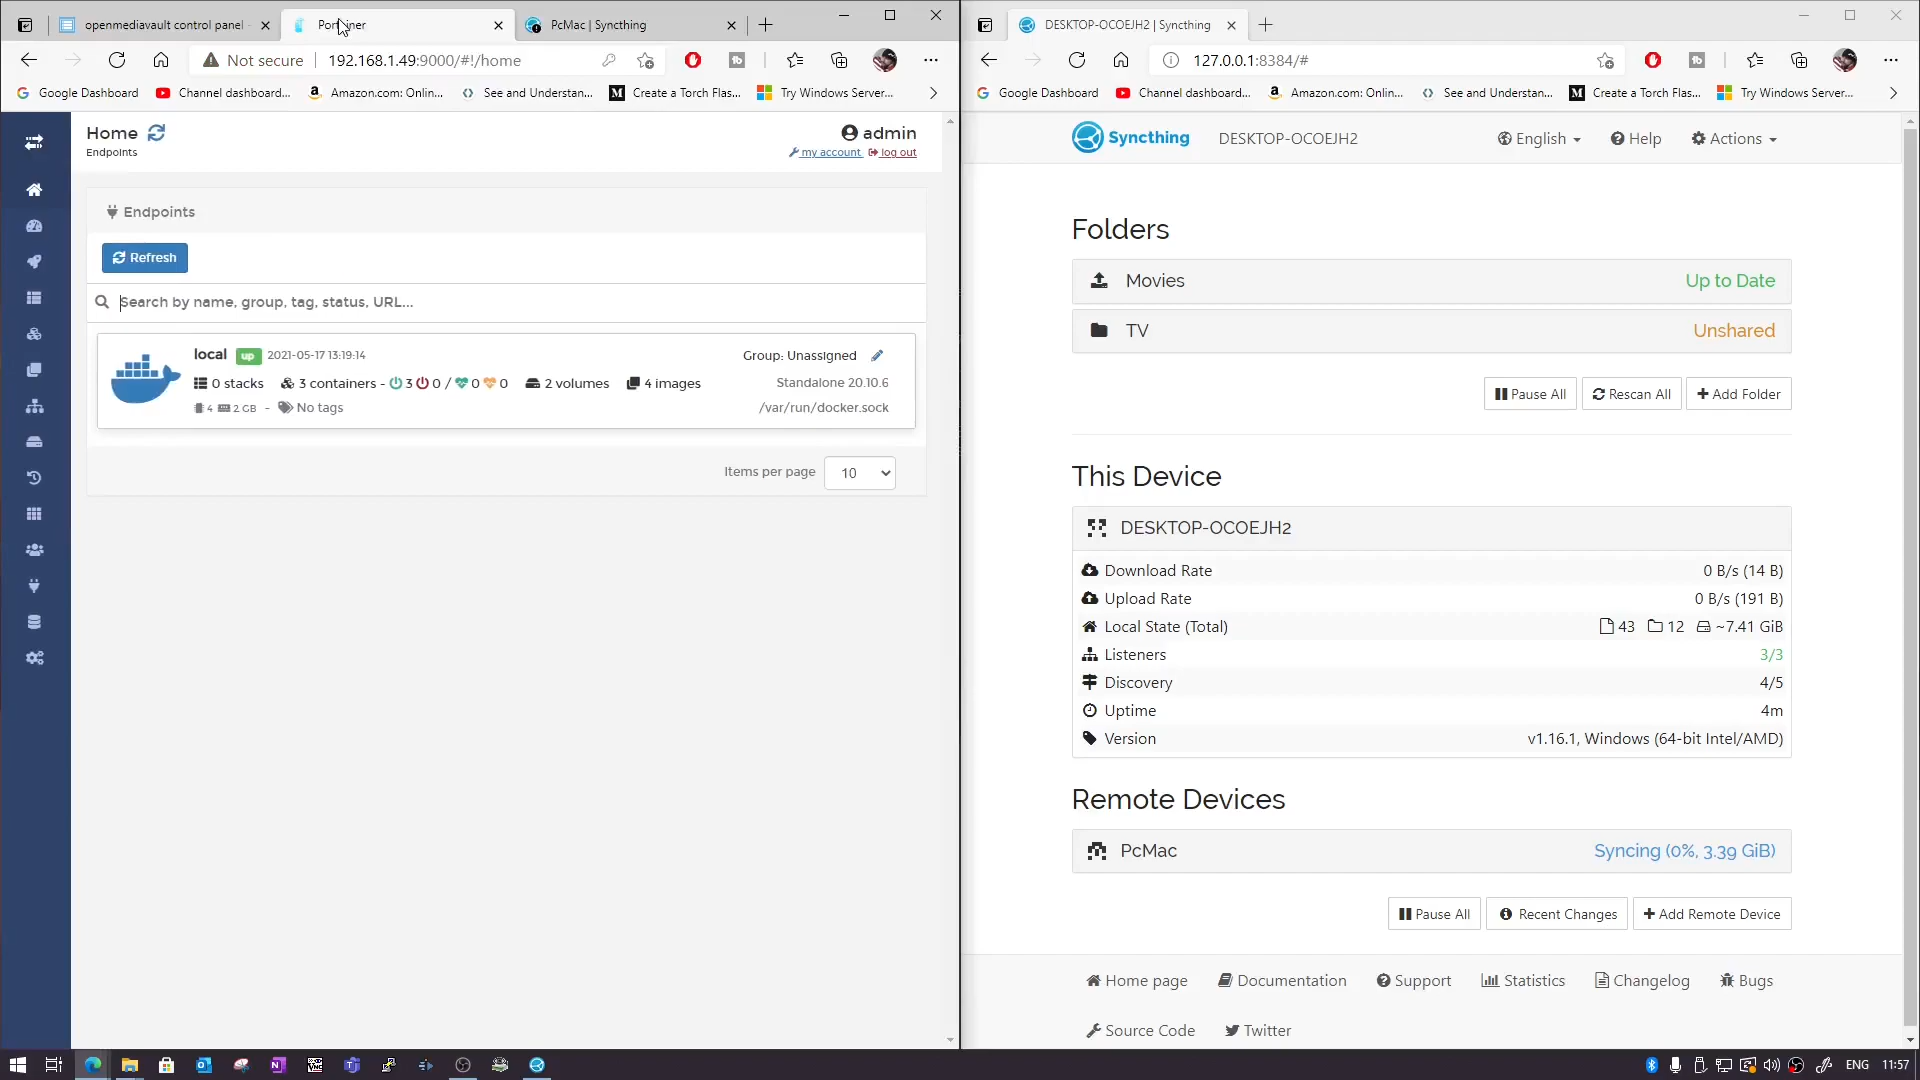 openmediavault control panel
Portainer
PcMac | Syncthing
Not secure
192.168.1.49:9000/#!/home
Google Dashboard
Channel dashboard...
Amazon.com: Onlin...
See and Understan...
Create a Torch Flas...
Try Windows Server...
Home
Endpoints
admin
my account
log out
Endpoints
Refresh
Search by name, group, tag, status, URL...
local
up
2021-05-17 13:19:14
Group: Unassigned
0 stacks
3 containers - 3 0 / 0 0
2 volumes
4 images
Standalone 20.10.6
4 2 GB - No tags
/var/run/docker.sock
Items per page
10
DESKTOP-OCOEJH2 | Syncthing
127.0.0.1:8384/#
Google Dashboard
Channel dashboard...
Amazon.com: Onlin...
See and Understan...
Create a Torch Flas...
Try Windows Server...
Syncthing
DESKTOP-OCOEJH2
English
Help
Actions
Folders
Movies
Up to Date
TV
Unshared
Pause All
Rescan All
Add Folder
This Device
DESKTOP-OCOEJH2
Download Rate
0 B/s (14 B)
Upload Rate
0 B/s (191 B)
Local State (Total)
43 12 ~7.41 GiB
Listeners
3/3
Discovery
4/5
Uptime
4m
Version
v1.16.1, Windows (64-bit Intel/AMD)
Remote Devices
PcMac
Syncing (0%, 3.39 GiB)
Pause All
Recent Changes
Add Remote Device
Home page
Documentation
Support
Statistics
Changelog
Bugs
Source Code
Twitter
ENG
11:57